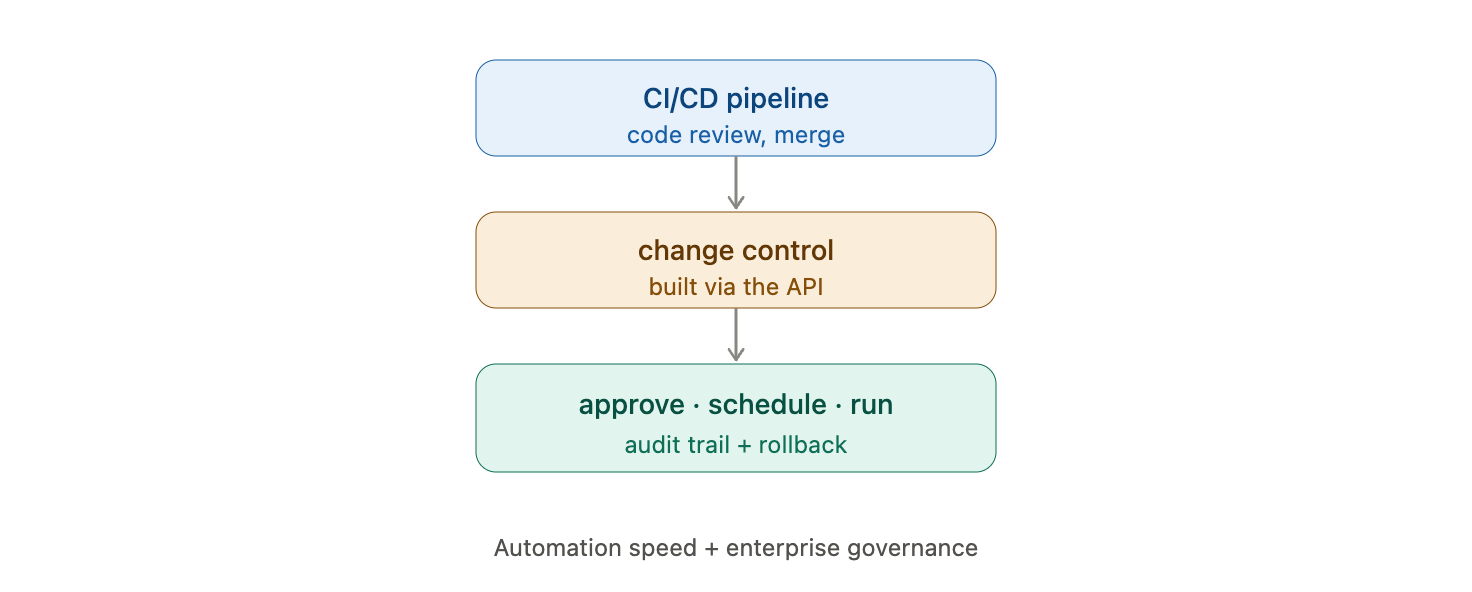 CI/CD pipeline
code review, merge
change control
built via the API
approve · schedule · run
audit trail + rollback
Automation speed + enterprise governance